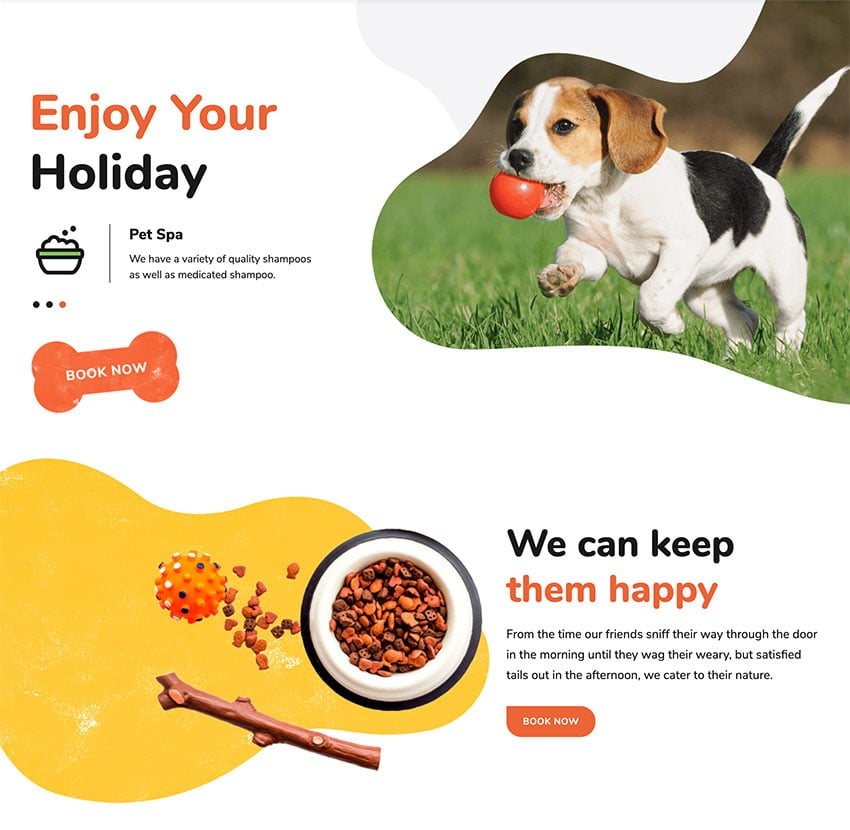 Enjoy Your
Holiday
Pet Spa
We have a variety of quality shampoos
as well as medicated shampoo.
BOOK NOW
We can keep
them happy
From the time our friends sniff their way through the door
in the morning until they wag their weary, but satisfied
tails out in the afternoon, we cater to their nature.
BOOK NOW